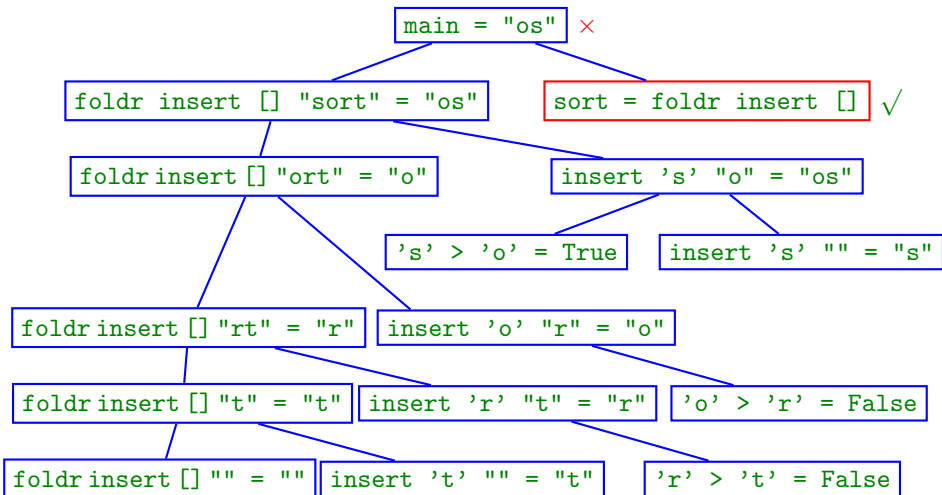 main = "os" ×
foldr insert [] "sort" = "os"
sort = foldr insert [] √
foldr insert [] "ort" = "o"
insert 's' "o" = "os"
's' > 'o' = True
insert 's' "" = "s"
foldr insert [] "rt" = "r"
insert 'o' "r" = "o"
foldr insert [] "t" = "t"
insert 'r' "t" = "r"
'o' > 'r' = False
foldr insert [] "" = ""
insert 't' "" = "t"
'r' > 't' = False